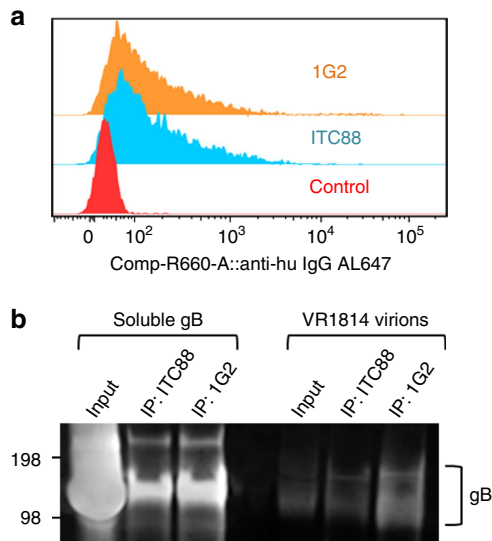 a
1G2
ITC88
Control
0 10² 10³ 10⁴ 10⁵
Comp-R660-A::anti-hu IgG AL647
b
Soluble gB VR1814 virions
Input IP: ITC88 IP: 1G2 Input IP: ITC88 IP: 1G2
198
98
gB